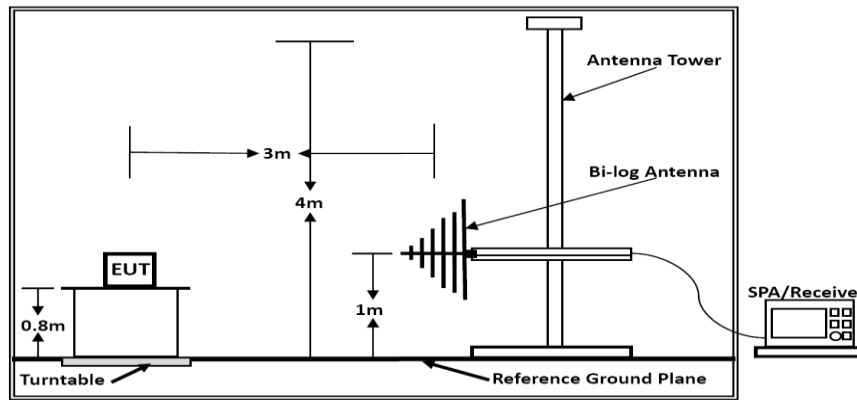 Antenna Tower
3m
Bi-log Antenna
4m
EUT
1m
0.8m
SPA/Receive
Turntable
Reference Ground Plane